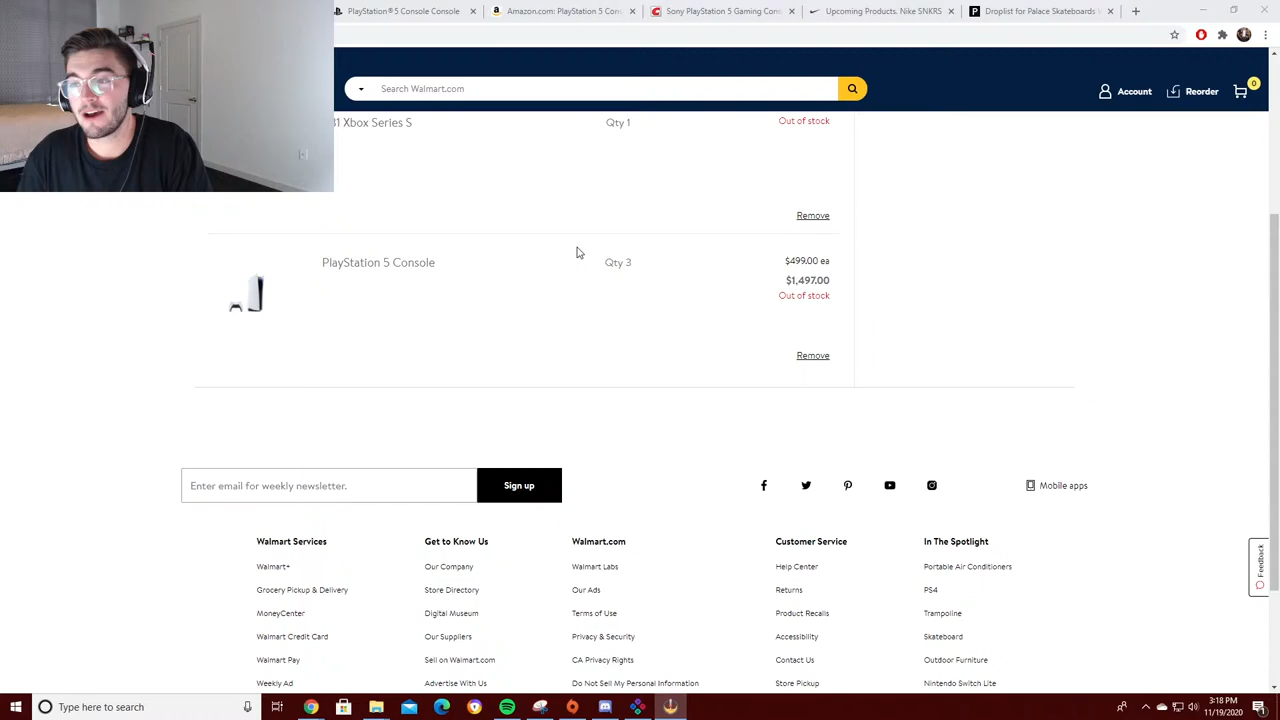 PlayStation®5 Console Console
Amazon.com: PlayStation 5 Con
Sony PlayStation 5 Gaming Con
Upcoming Products. Nike SNKRS
Droplist for Palace Skateboards
Search Walmart.com
Account
Reorder
0
Xbox Series S
Qty 1
Out of stock
Remove
PlayStation 5 Console
Qty 3
$499.00 ea
$1,497.00
Out of stock
Remove
Enter email for weekly newsletter.
Sign up
Mobile apps
Feedback
Walmart Services
Walmart+
Grocery Pickup & Delivery
MoneyCenter
Walmart Credit Card
Walmart Pay
Weekly Ad
Get to Know Us
Our Company
Store Directory
Digital Museum
Our Suppliers
Sell on Walmart.com
Advertise With Us
Walmart.com
Walmart Labs
Our Ads
Terms of Use
Privacy & Security
CA Privacy Rights
Do Not Sell My Personal Information
Customer Service
Help Center
Returns
Product Recalls
Accessibility
Contact Us
Store Pickup
In The Spotlight
Portable Air Conditioners
PS4
Trampoline
Skateboard
Outdoor Furniture
Nintendo Switch Lite
Type here to search
3:18 PM
11/19/2020